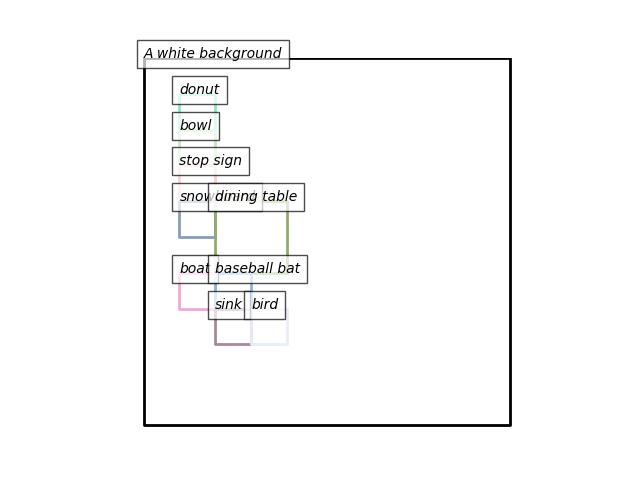 A white background
donut
bowl
stop sign
snow
dining table
boat
baseball bat
sink
bird